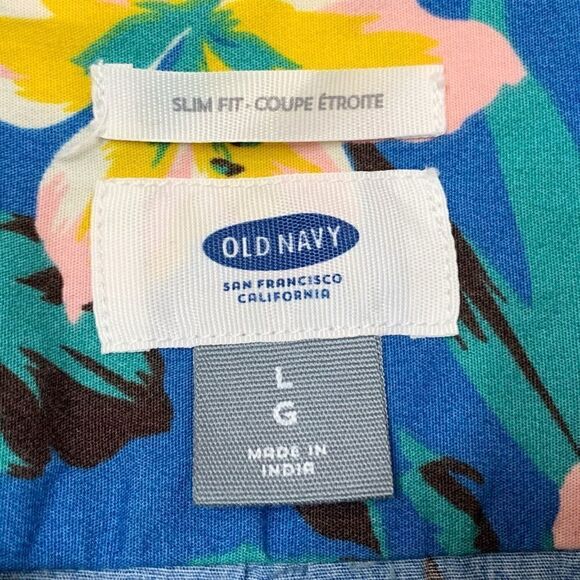 SLIM FIT - COUPE ÉTROITE
OLD NAVY
SAN FRANCISCO
CALIFORNIA
L
G
MADE IN
INDIA